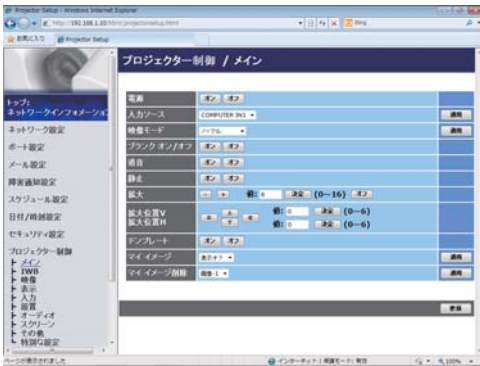 Projector Setup - Windows Internet Explorer
http://192.168.1.10/html/projectorsetup.html
Bing
お気に入り
Projector Setup
プロジェクター制御 / メイン
トップ:
ネットワークインフォメーション
ネットワーク設定
ポート設定
メール設定
障害通知設定
スケジュール設定
日付/時刻設定
セキュリティ設定
プロジェクター制御
メイン
IWB
映像
表示
入力
設置
オーディオ
スクリーン
その他
特別な設定
電源 オン オフ
入力ソース COMPUTER IN1 適用
映像モード ノーマル 適用
ブランク オン/オフ オン オフ
消音 オン オフ
静止 オン オフ
拡大 - + 値: 0 決定 (0~16) オフ
拡大位置V 値: 0 決定 (0~6)
拡大位置H 値: 0 決定 (0~6)
テンプレート オン オフ
マイ イメージ 表示オフ 適用
マイ イメージ削除 画像-1 適用
更新
ページが表示されました
インターネット | 保護モード: 無効
100%